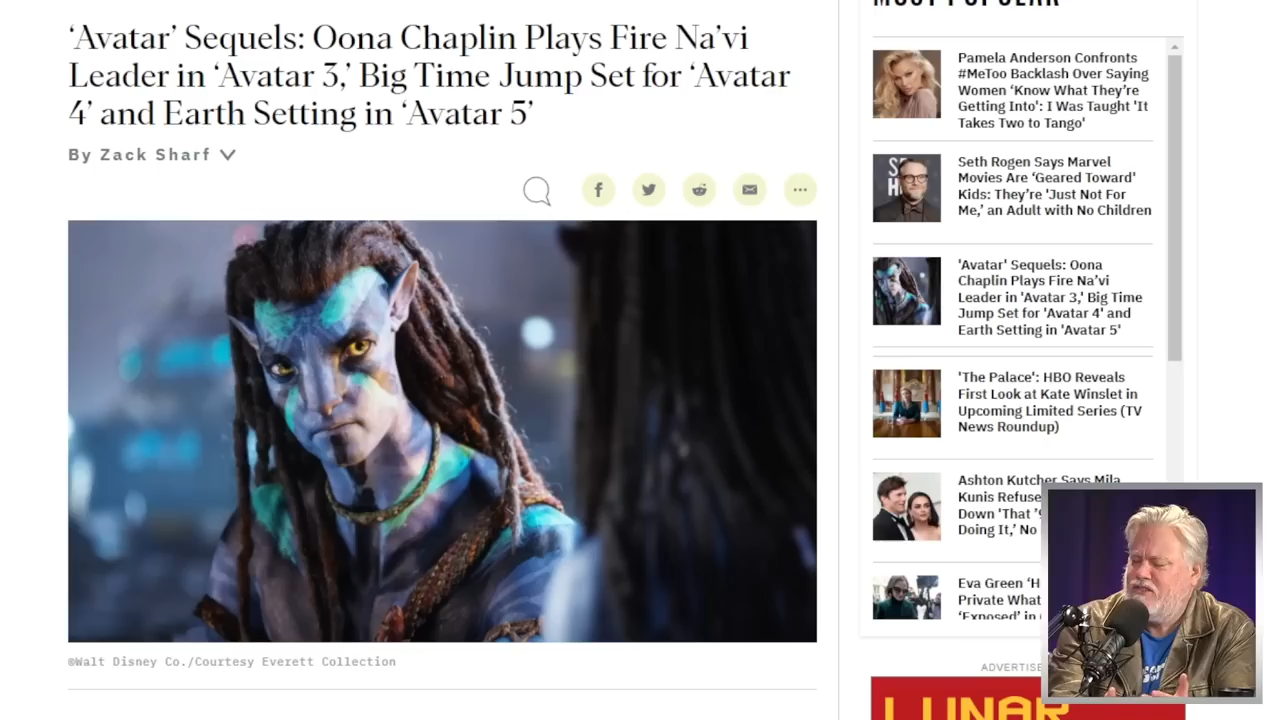 MOST POPULAR
‘Avatar’ Sequels: Oona Chaplin Plays Fire Na’vi
Leader in ‘Avatar 3,’ Big Time Jump Set for ‘Avatar
4’ and Earth Setting in ‘Avatar 5’
By Zack Sharf
©Walt Disney Co./Courtesy Everett Collection
Pamela Anderson Confronts
#MeToo Backlash Over Saying
Women ‘Know What They’re
Getting Into': I Was Taught 'It
Takes Two to Tango'
Seth Rogen Says Marvel
Movies Are ‘Geared Toward’
Kids: They’re 'Just Not For
Me,’ an Adult with No Children
'Avatar' Sequels: Oona
Chaplin Plays Fire Na’vi
Leader in 'Avatar 3,' Big Time
Jump Set for 'Avatar 4' and
Earth Setting in 'Avatar 5'
'The Palace': HBO Reveals
First Look at Kate Winslet in
Upcoming Limited Series (TV
News Roundup)
Ashton Kutcher Says Mila
Kunis Refuse
Down 'That ’9
Doing It,’ No
Eva Green ‘H
Private What
‘Exposed’ in
ADVERTISE
LUNAR